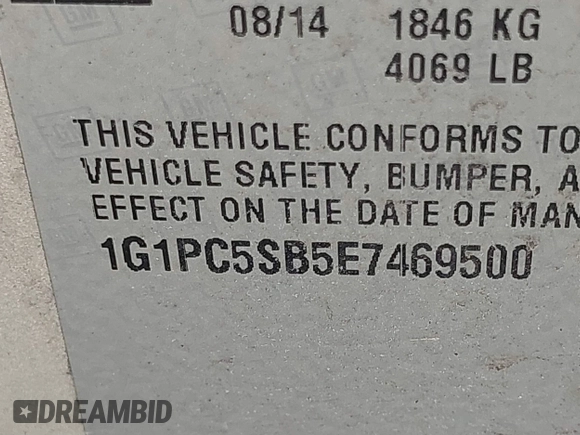 08/14 1846 KG
4069 LB
THIS VEHICLE CONFORMS TO
VEHICLE SAFETY, BUMPER, A
EFFECT ON THE DATE OF MAN
1G1PC5SB5E7469500
DREAMBID